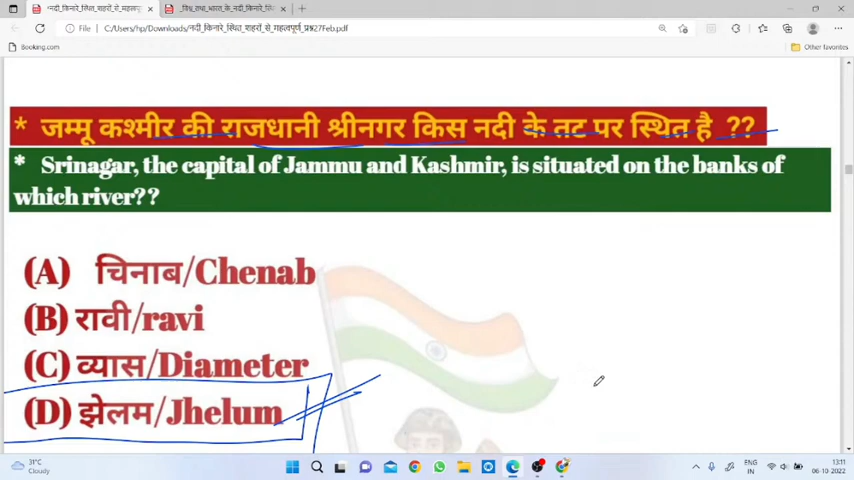 *नदी_किनारे_स्थित_शहरों_से_महत्वपू
_विश्व_तथा_भारत_के_नदी_किनारे_स्थि
File | C:/Users/hp/Downloads/नदी_किनारे_स्थित_शहरों_से_महत्वपूर्ण_प्रश्न27Feb.pdf
Booking.com
Other favorites
* जम्मू कश्मीर की राजधानी श्रीनगर किस नदी के तट पर स्थित है ??
* Srinagar, the capital of Jammu and Kashmir, is situated on the banks of
which river??
(A) चिनाब/Chenab
(B) रावी/ravi
(C) व्यास/Diameter
(D) झेलम/Jhelum
31°C
Cloudy
ENG
IN
13:11
06-10-2022